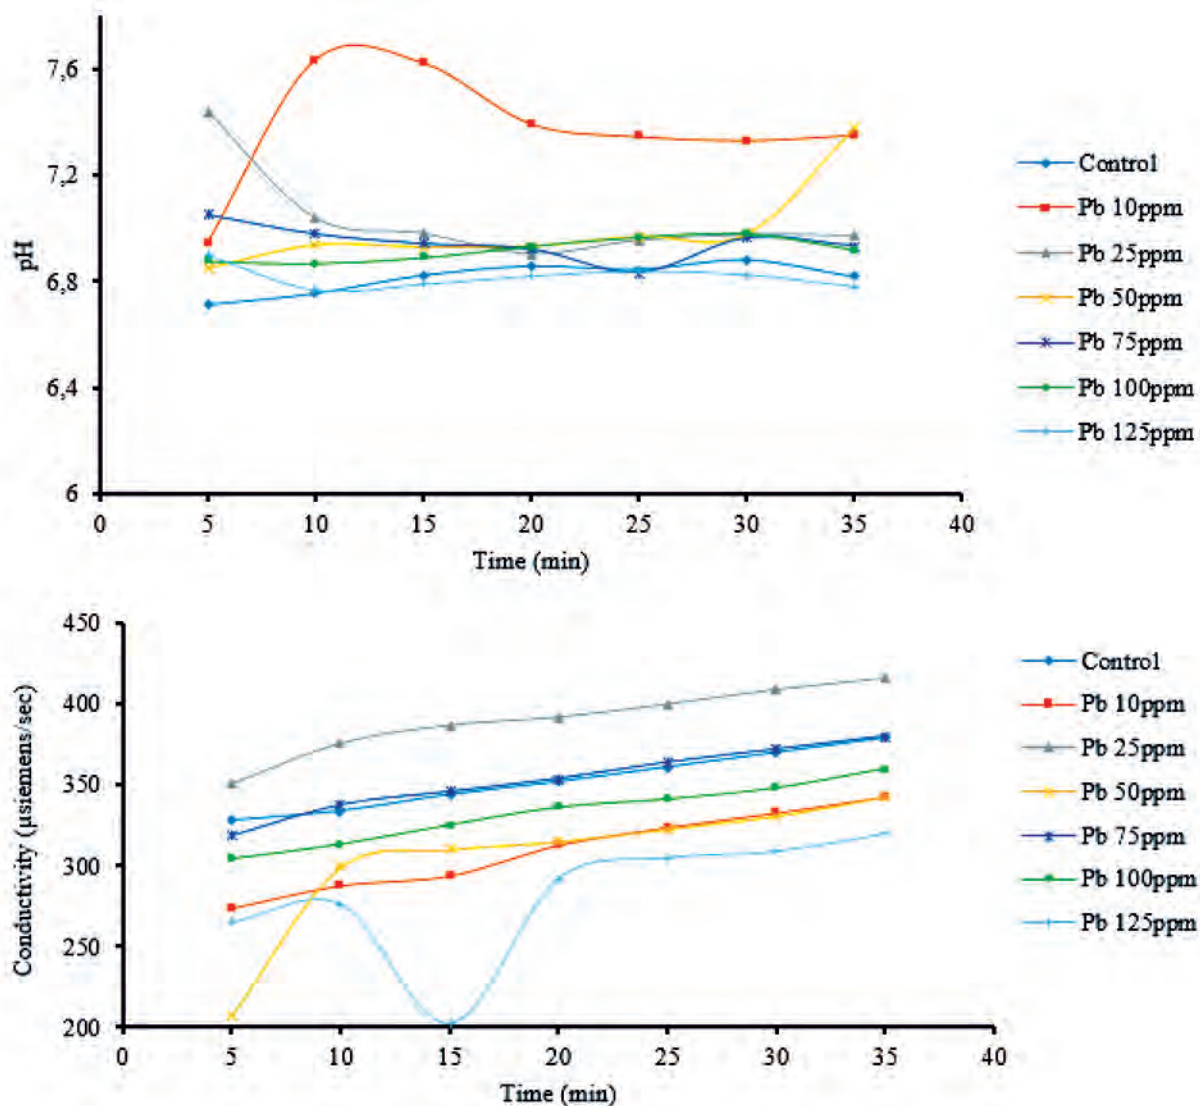 7,6
7,2
6,8
6,4
6
pH
0 5 10 15 20 25 30 35 40
Time (min)
Control
Pb 10ppm
Pb 25ppm
Pb 50ppm
Pb 75ppm
Pb 100ppm
Pb 125ppm
450
400
350
300
250
200
Conductivity (µsiemens/sec)
0 5 10 15 20 25 30 35 40
Time (min)
Control
Pb 10ppm
Pb 25ppm
Pb 50ppm
Pb 75ppm
Pb 100ppm
Pb 125ppm